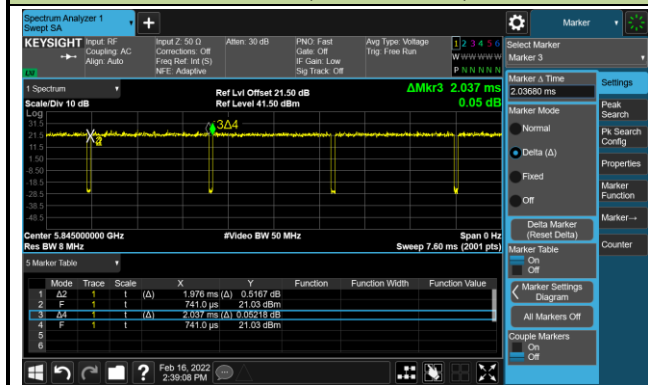 Spectrum Analyzer 1
Swept SA
+
Marker
KEYSIGHT
Input: RF
Coupling: AC
Align: Auto
Input Z: 50 Ω
Corrections: Off
Freq Ref: Int (S)
NFE: Adaptive
Atten: 30 dB
PNO: Fast
Gate: Off
IF Gain: Low
Sig Track: Off
Avg Type: Voltage
Trig: Free Run
1 2 3 4 5 6
W W W W W W
P N N N N N
Select Marker
Marker 3
LXI
1 Spectrum
Scale/Div 10 dB
Ref Lvl Offset 21.50 dB
Ref Level 41.50 dBm
ΔMkr3 2.037 ms
0.05 dB
Log
31.5
21.5
11.5
1.50
-8.50
-18.5
-28.5
-38.5
-48.5
3Δ4
Center 5.845000000 GHz
Res BW 8 MHz
#Video BW 50 MHz
Span 0 Hz
Sweep 7.60 ms (2001 pts)
Marker Δ Time
2.03680 ms
Marker Mode
Normal
Delta (Δ)
Fixed
Off
Delta Marker
(Reset Delta)
Marker Table
On
Off
Marker Settings
Diagram
All Markers Off
Couple Markers
On
Off
Settings
Peak
Search
Pk Search
Config
Properties
Marker
Function
Marker→
Counter
5 Marker Table
Mode Trace Scale X Y Function Function Width Function Value
1 Δ2 1 t (Δ) 1.976 ms (Δ) 0.5167 dB
2 F 1 t 741.0 µs 21.03 dBm
3 Δ4 1 t (Δ) 2.037 ms (Δ) 0.05218 dB
4 F 1 t 741.0 µs 21.03 dBm
5
6
?
Feb 16, 2022
2:39:08 PM